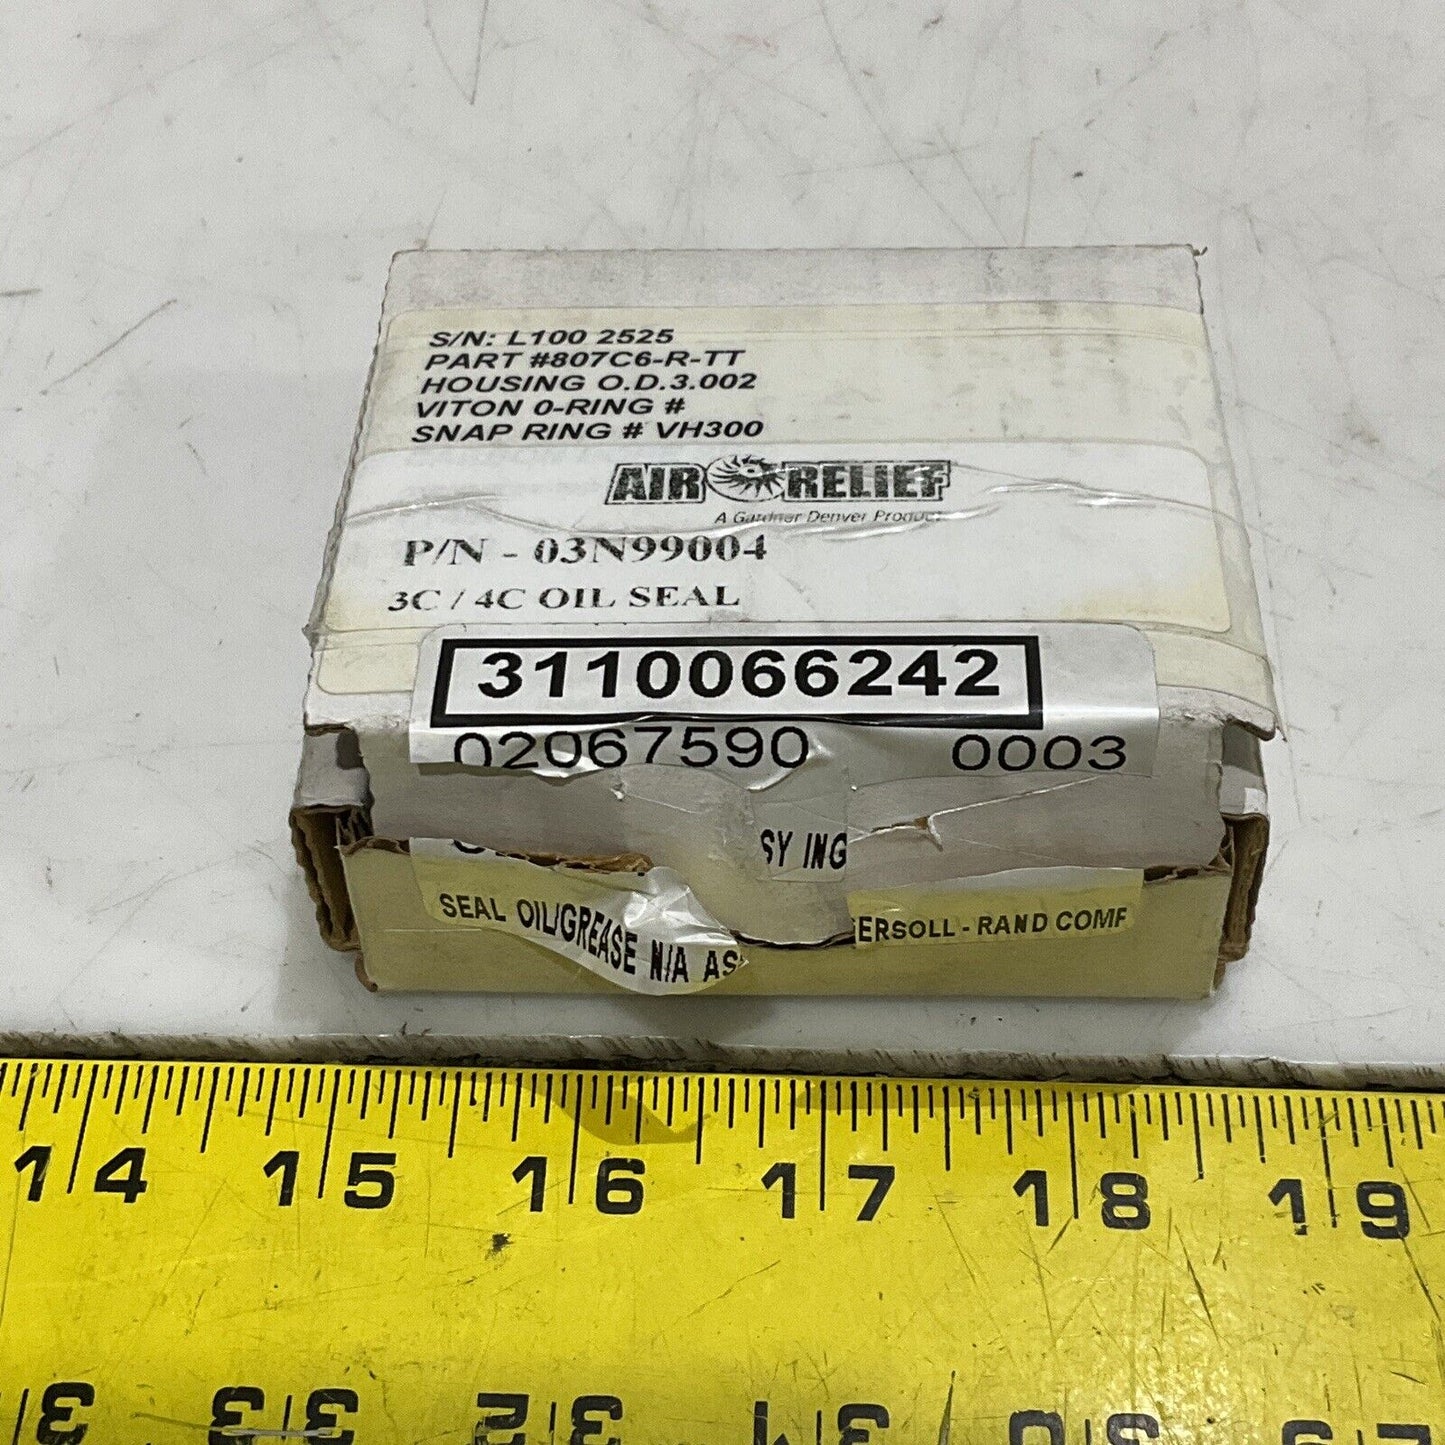 S/N: L100 2525
PART #807C6-R-TT
HOUSING O.D.3.002
VITON 0-RING #
SNAP RING # VH300
AIR RELIEF
A Gardner Denver Product
P/N - 03N99004
3C / 4C OIL SEAL
3110066242
02067590 0003
SY ING
SEAL OIL/GREASE N/A AS
ERSOLL-RAND COMP
14 15 16 17 18 19